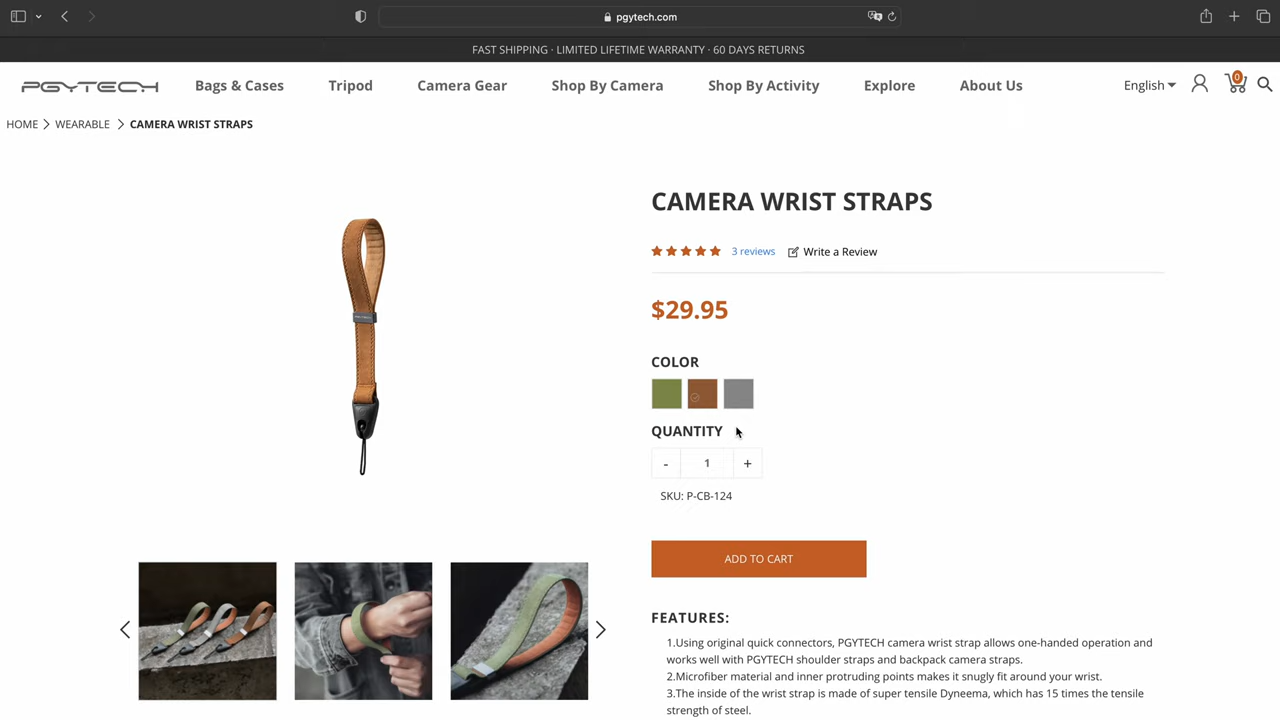 pgytech.com
FAST SHIPPING · LIMITED LIFETIME WARRANTY · 60 DAYS RETURNS
PGYTECH
Bags & Cases
Tripod
Camera Gear
Shop By Camera
Shop By Activity
Explore
About Us
English
0
HOME > WEARABLE > CAMERA WRIST STRAPS
CAMERA WRIST STRAPS
3 reviews
Write a Review
$29.95
COLOR
QUANTITY
- 1 +
SKU: P-CB-124
ADD TO CART
FEATURES:
1.Using original quick connectors, PGYTECH camera wrist strap allows one-handed operation and
works well with PGYTECH shoulder straps and backpack camera straps.
2.Microfiber material and inner protruding points makes it snugly fit around your wrist.
3.The inside of the wrist strap is made of super tensile Dyneema, which has 15 times the tensile
strength of steel.